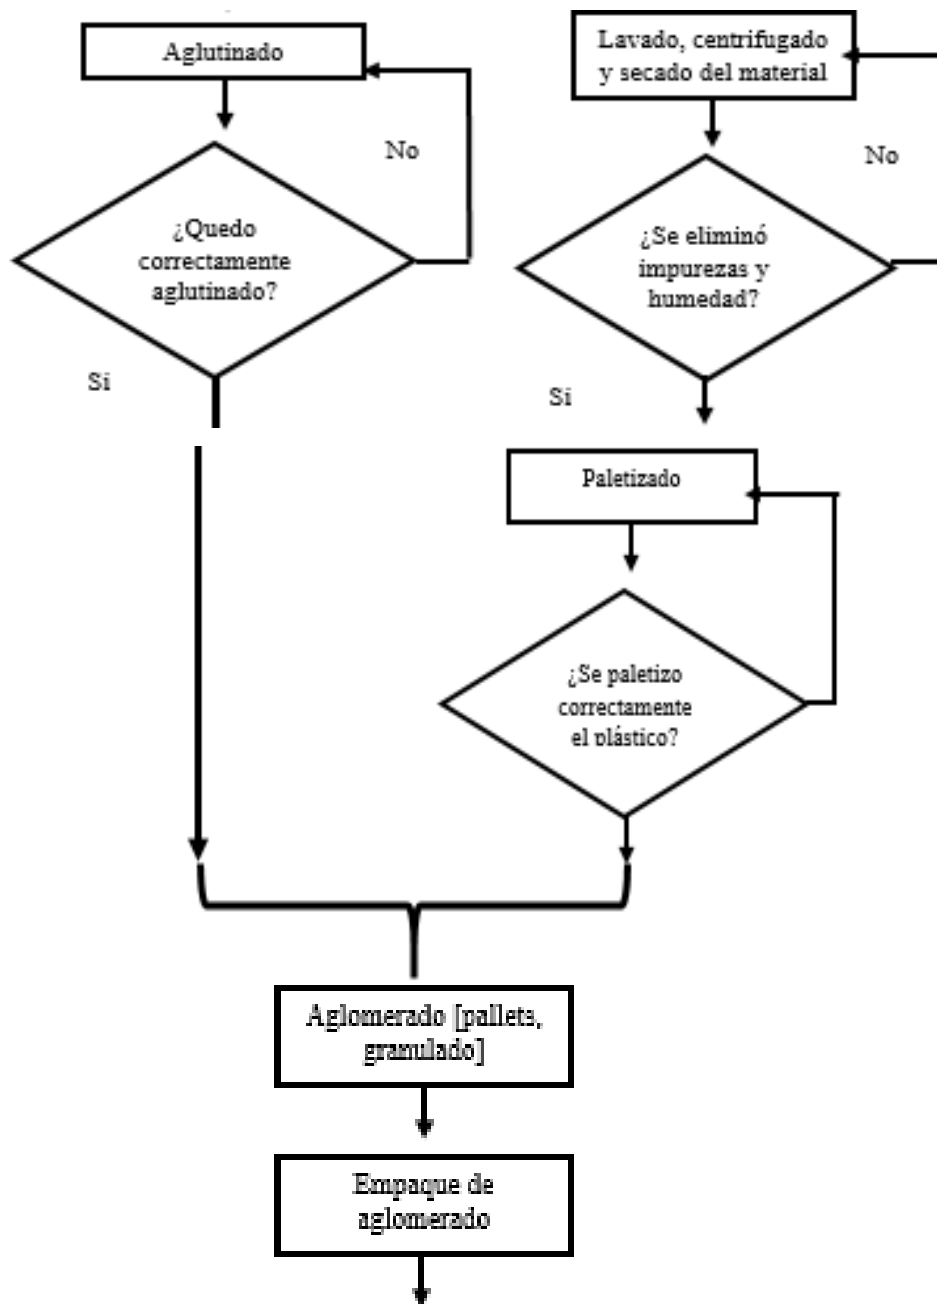 Aglutinado
No
¿Quedo
correctamente
aglutinado?
Si
Lavado, centrifugado
y secado del material
No
¿Se eliminó
impurezas y
humedad?
Si
Paletizado
¿Se paletizo
correctamente
el plástico?
Aglomerado [pallets,
granulado]
Empaque de
aglomerado